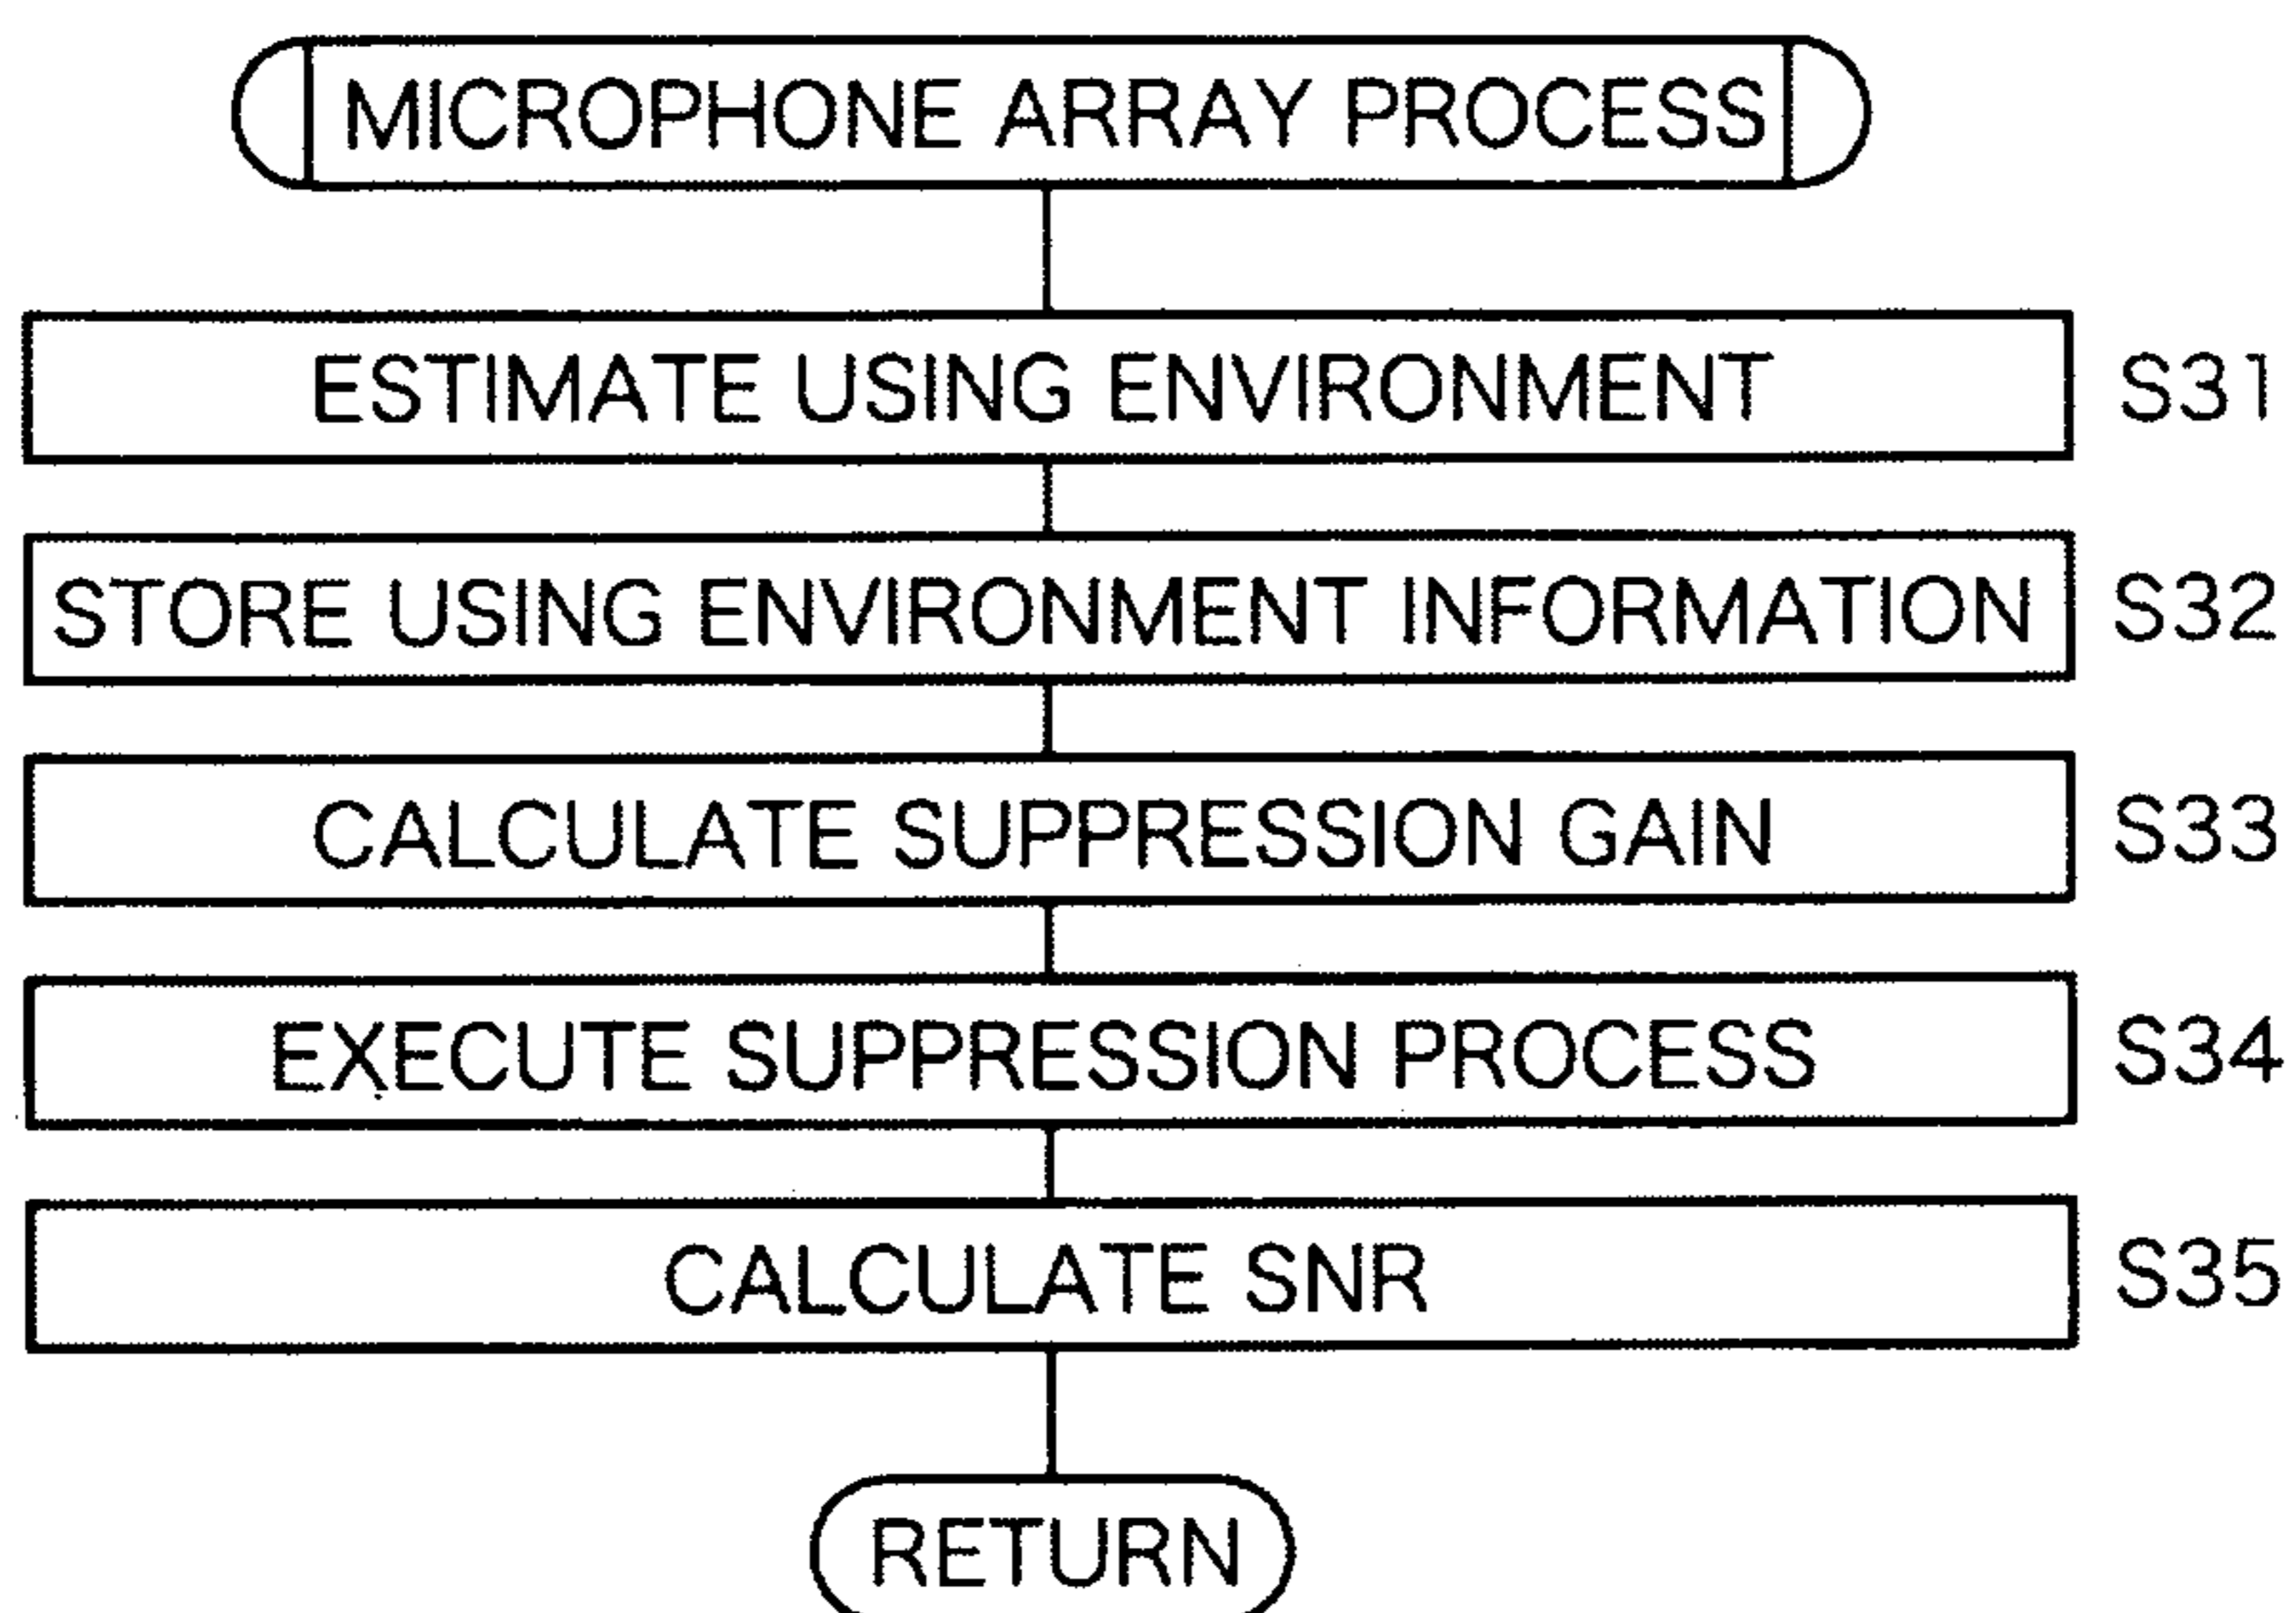 MICROPHONE ARRAY PROCESS
ESTIMATE USING ENVIRONMENT S31
STORE USING ENVIRONMENT INFORMATION S32
CALCULATE SUPPRESSION GAIN S33
EXECUTE SUPPRESSION PROCESS S34
CALCULATE SNR S35
RETURN